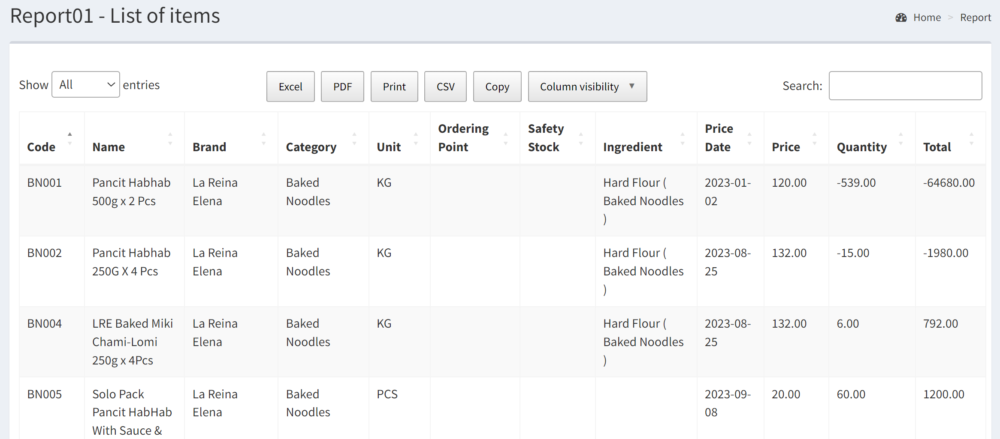 Report01 - List of items
Home > Report
Show All entries
Excel PDF Print CSV Copy Column visibility ▼
Search:
Code Name Brand Category Unit Ordering Point Safety Stock Ingredient Price Date Price Quantity Total
BN001 Pancit Habhab La Reina Baked KG Hard Flour ( 2023-01- 120.00 -539.00 -64680.00
500g x 2 Pcs Elena Noodles Baked Noodles 02
)
BN002 Pancit Habhab La Reina Baked KG Hard Flour ( 2023-08- 132.00 -15.00 -1980.00
250G X 4 Pcs Elena Noodles Baked Noodles 25
)
BN004 LRE Baked Miki La Reina Baked KG Hard Flour ( 2023-08- 132.00 6.00 792.00
Chami-Lomi Elena Noodles Baked Noodles 25
250g x 4Pcs )
BN005 Solo Pack La Reina Baked PCS 2023-09- 20.00 60.00 1200.00
Pancit HabHab Elena Noodles 08
With Sauce &